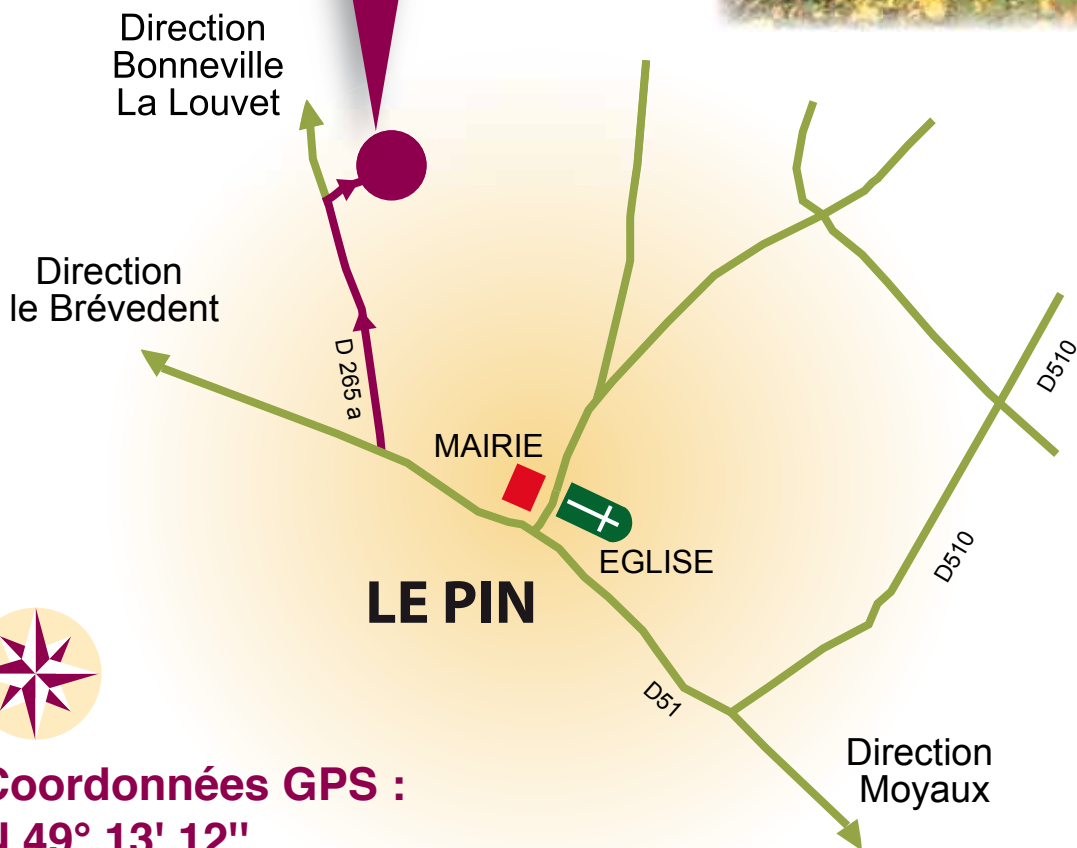 Direction
Bonneville
La Louvet
Direction
le Brévedent
D 265 a
MAIRIE
EGLISE
LE PIN
D510
D510
D51
Direction
Moyaux
Coordonnées GPS :
N 49° 13' 12"